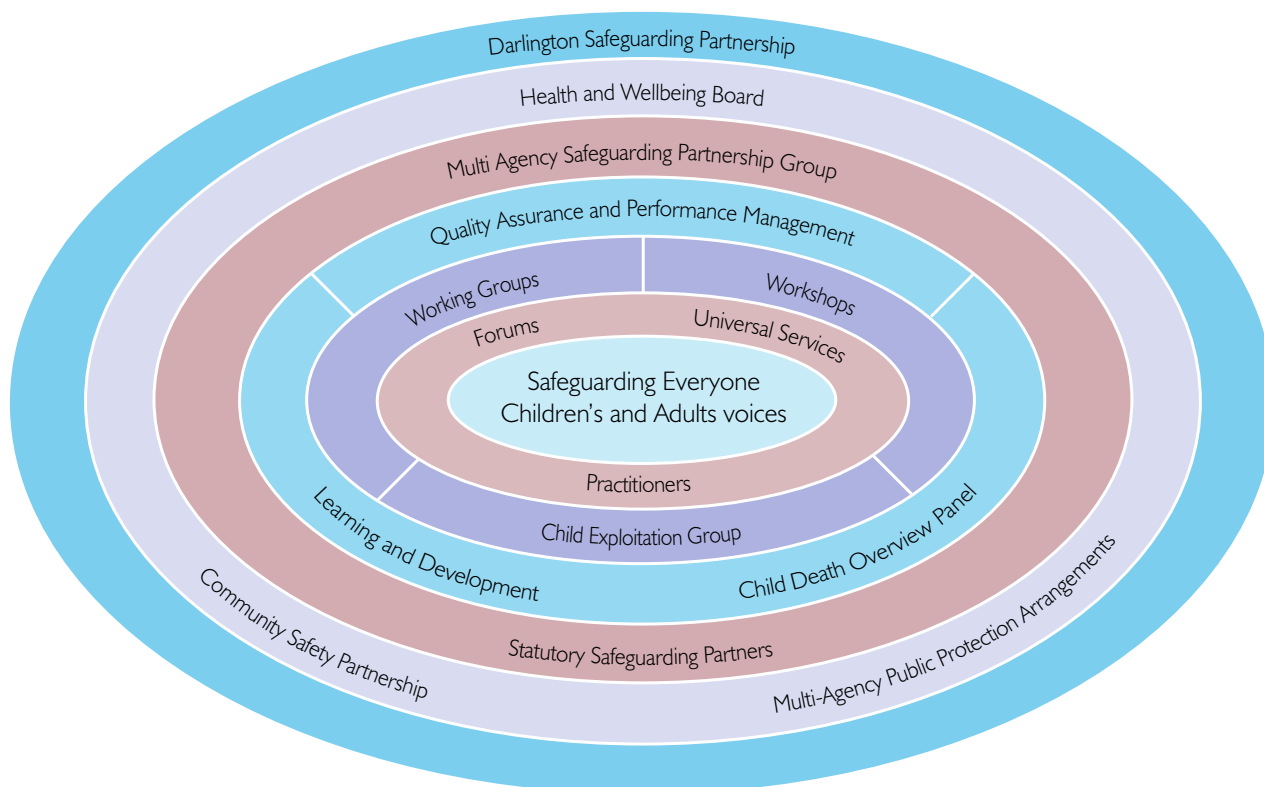 Darlington Safeguarding Partnership
Health and Wellbeing Board
Multi Agency Safeguarding Partnership Group
Quality Assurance and Performance Management
Working Groups
Workshops
Forums
Universal Services
Safeguarding Everyone
Children’s and Adults voices
Practitioners
Child Exploitation Group
Learning and Development
Child Death Overview Panel
Statutory Safeguarding Partners
Community Safety Partnership
Multi-Agency Public Protection Arrangements